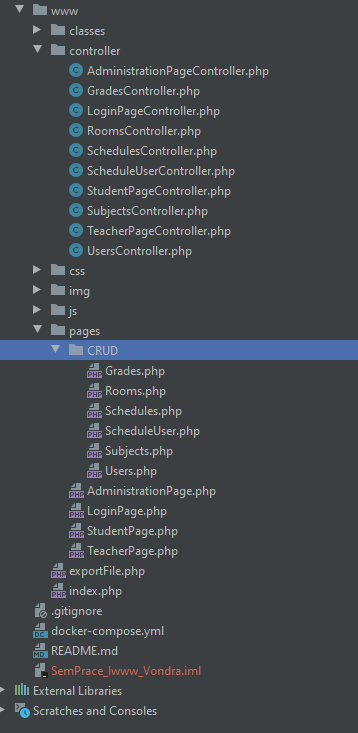 www
classes
controller
AdministrationPageController.php
GradesController.php
LoginPageController.php
RoomsController.php
SchedulesController.php
ScheduleUserController.php
StudentPageController.php
SubjectsController.php
TeacherPageController.php
UsersController.php
css
img
js
pages
CRUD
Grades.php
Rooms.php
Schedules.php
ScheduleUser.php
Subjects.php
Users.php
AdministrationPage.php
LoginPage.php
StudentPage.php
TeacherPage.php
exportFile.php
index.php
.gitignore
docker-compose.yml
README.md
SemPrace_Iwww_Vondra.iml
External Libraries
Scratches and Consoles